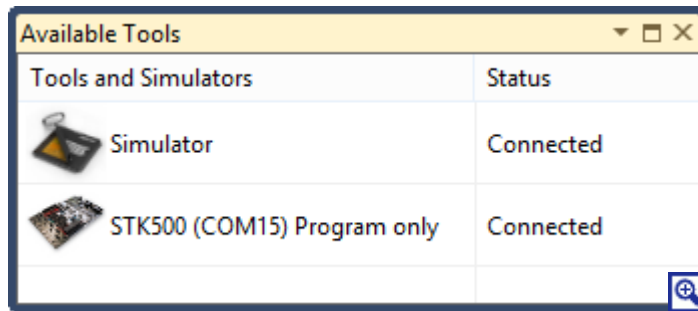 Available Tools
Tools and Simulators Status
Simulator Connected
STK500 (COM15) Program only Connected